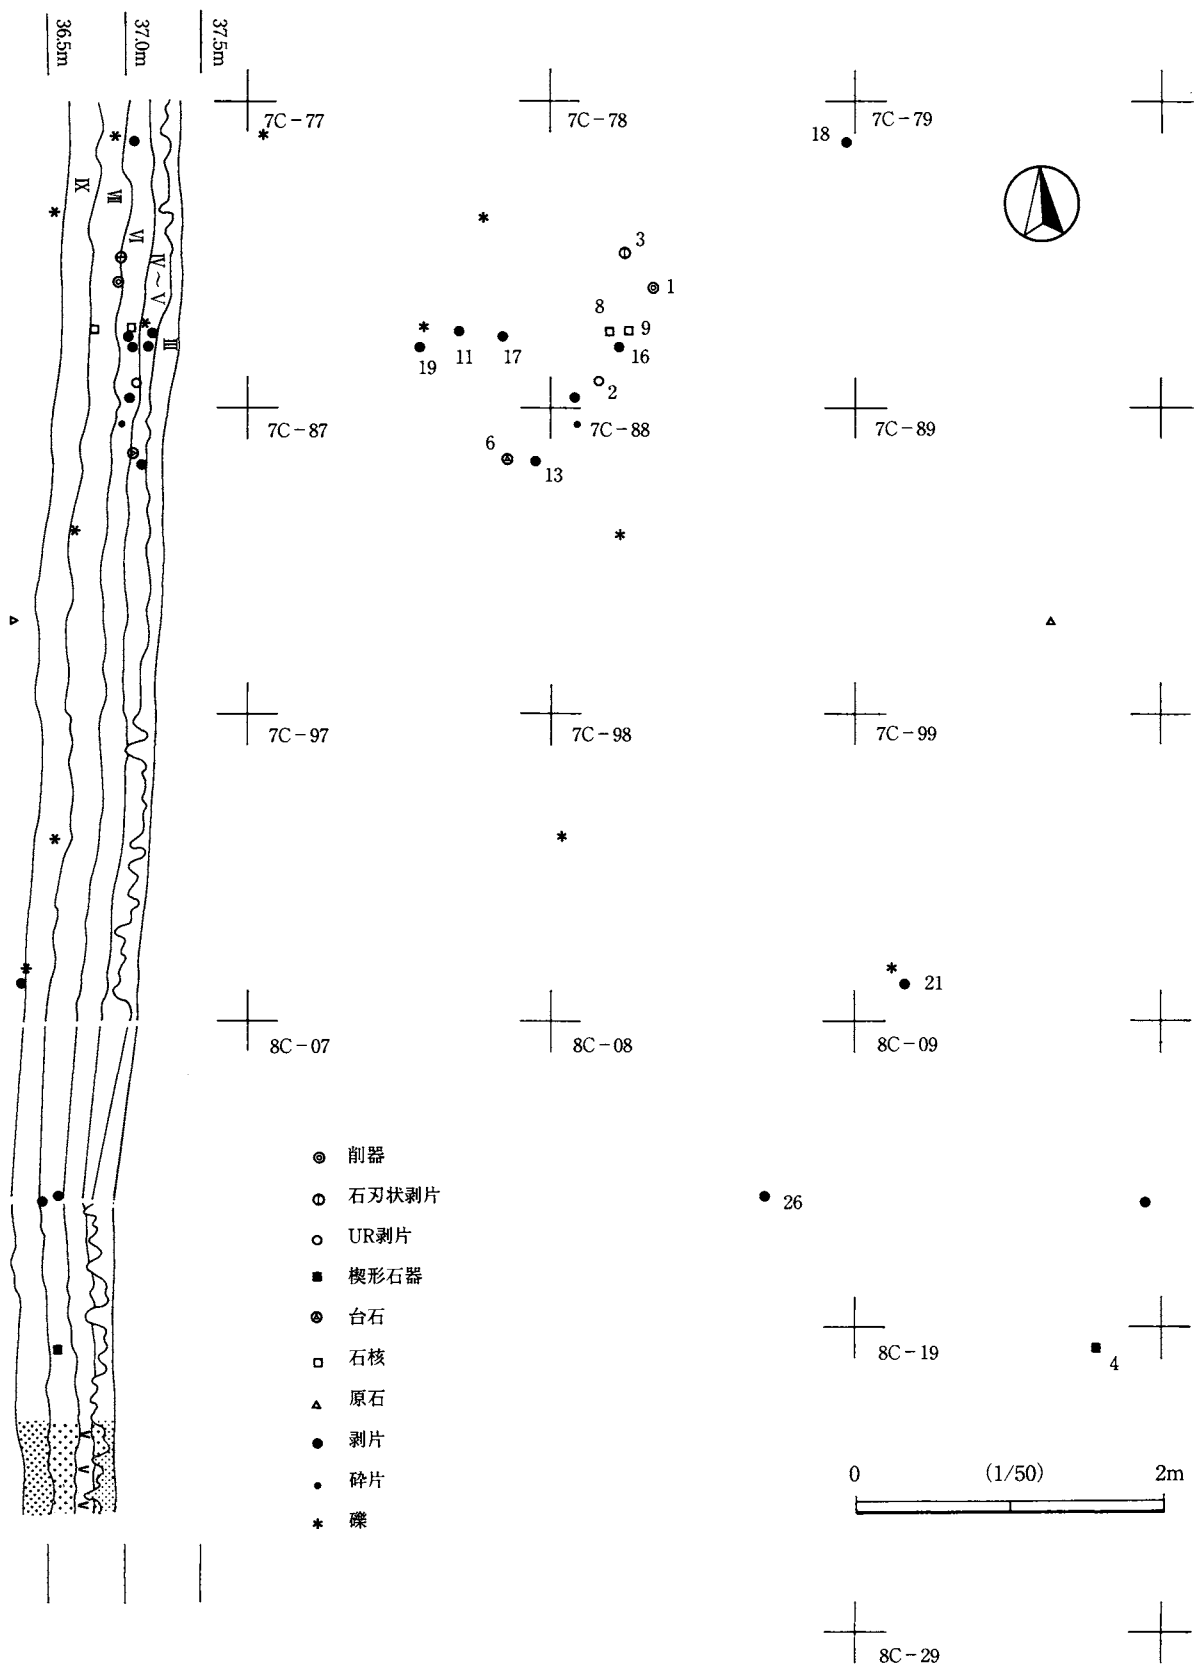 36.5m
37.0m
37.5m
7C-77
7C-78
7C-79
18
3
1
8
9
19
11
17
16
2
7C-87
7C-88
7C-89
6
13
7C-97
7C-98
7C-99
21
8C-07
8C-08
8C-09
26
8C-19
4
8C-29
Ⅸ
Ⅶ
Ⅵ
Ⅳ~Ⅴ
Ⅲ
削器
石刃状剥片
UR剥片
楔形石器
台石
石核
原石
剥片
砕片
礫
0 (1/50) 2m